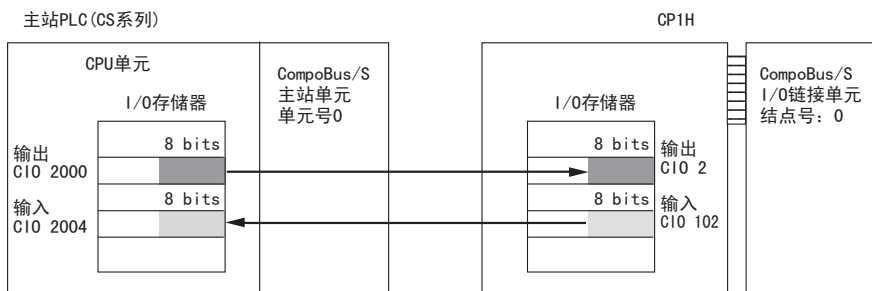 主站PLC(CS系列)
CPU单元
I/O存储器
8 bits
输出
CIO 2000
8 bits
输入
CIO 2004
CompoBus/S
主站单元
单元号0
CP1H
I/O存储器
8 bits
输出
CIO 2
8 bits
输入
CIO 102
CompoBus/S
I/O链接单元
结点号：0